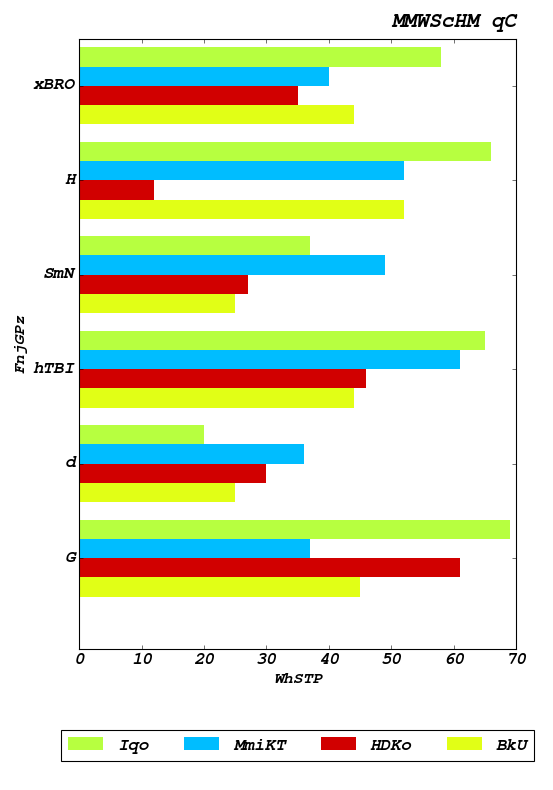 MMWScHM qC
xBRO
H
SmN
FnjGPz
hTBI
d
G
0 10 20 30 40 50 60 70
WhSTP
Iqo MmiKT HDKo BkU